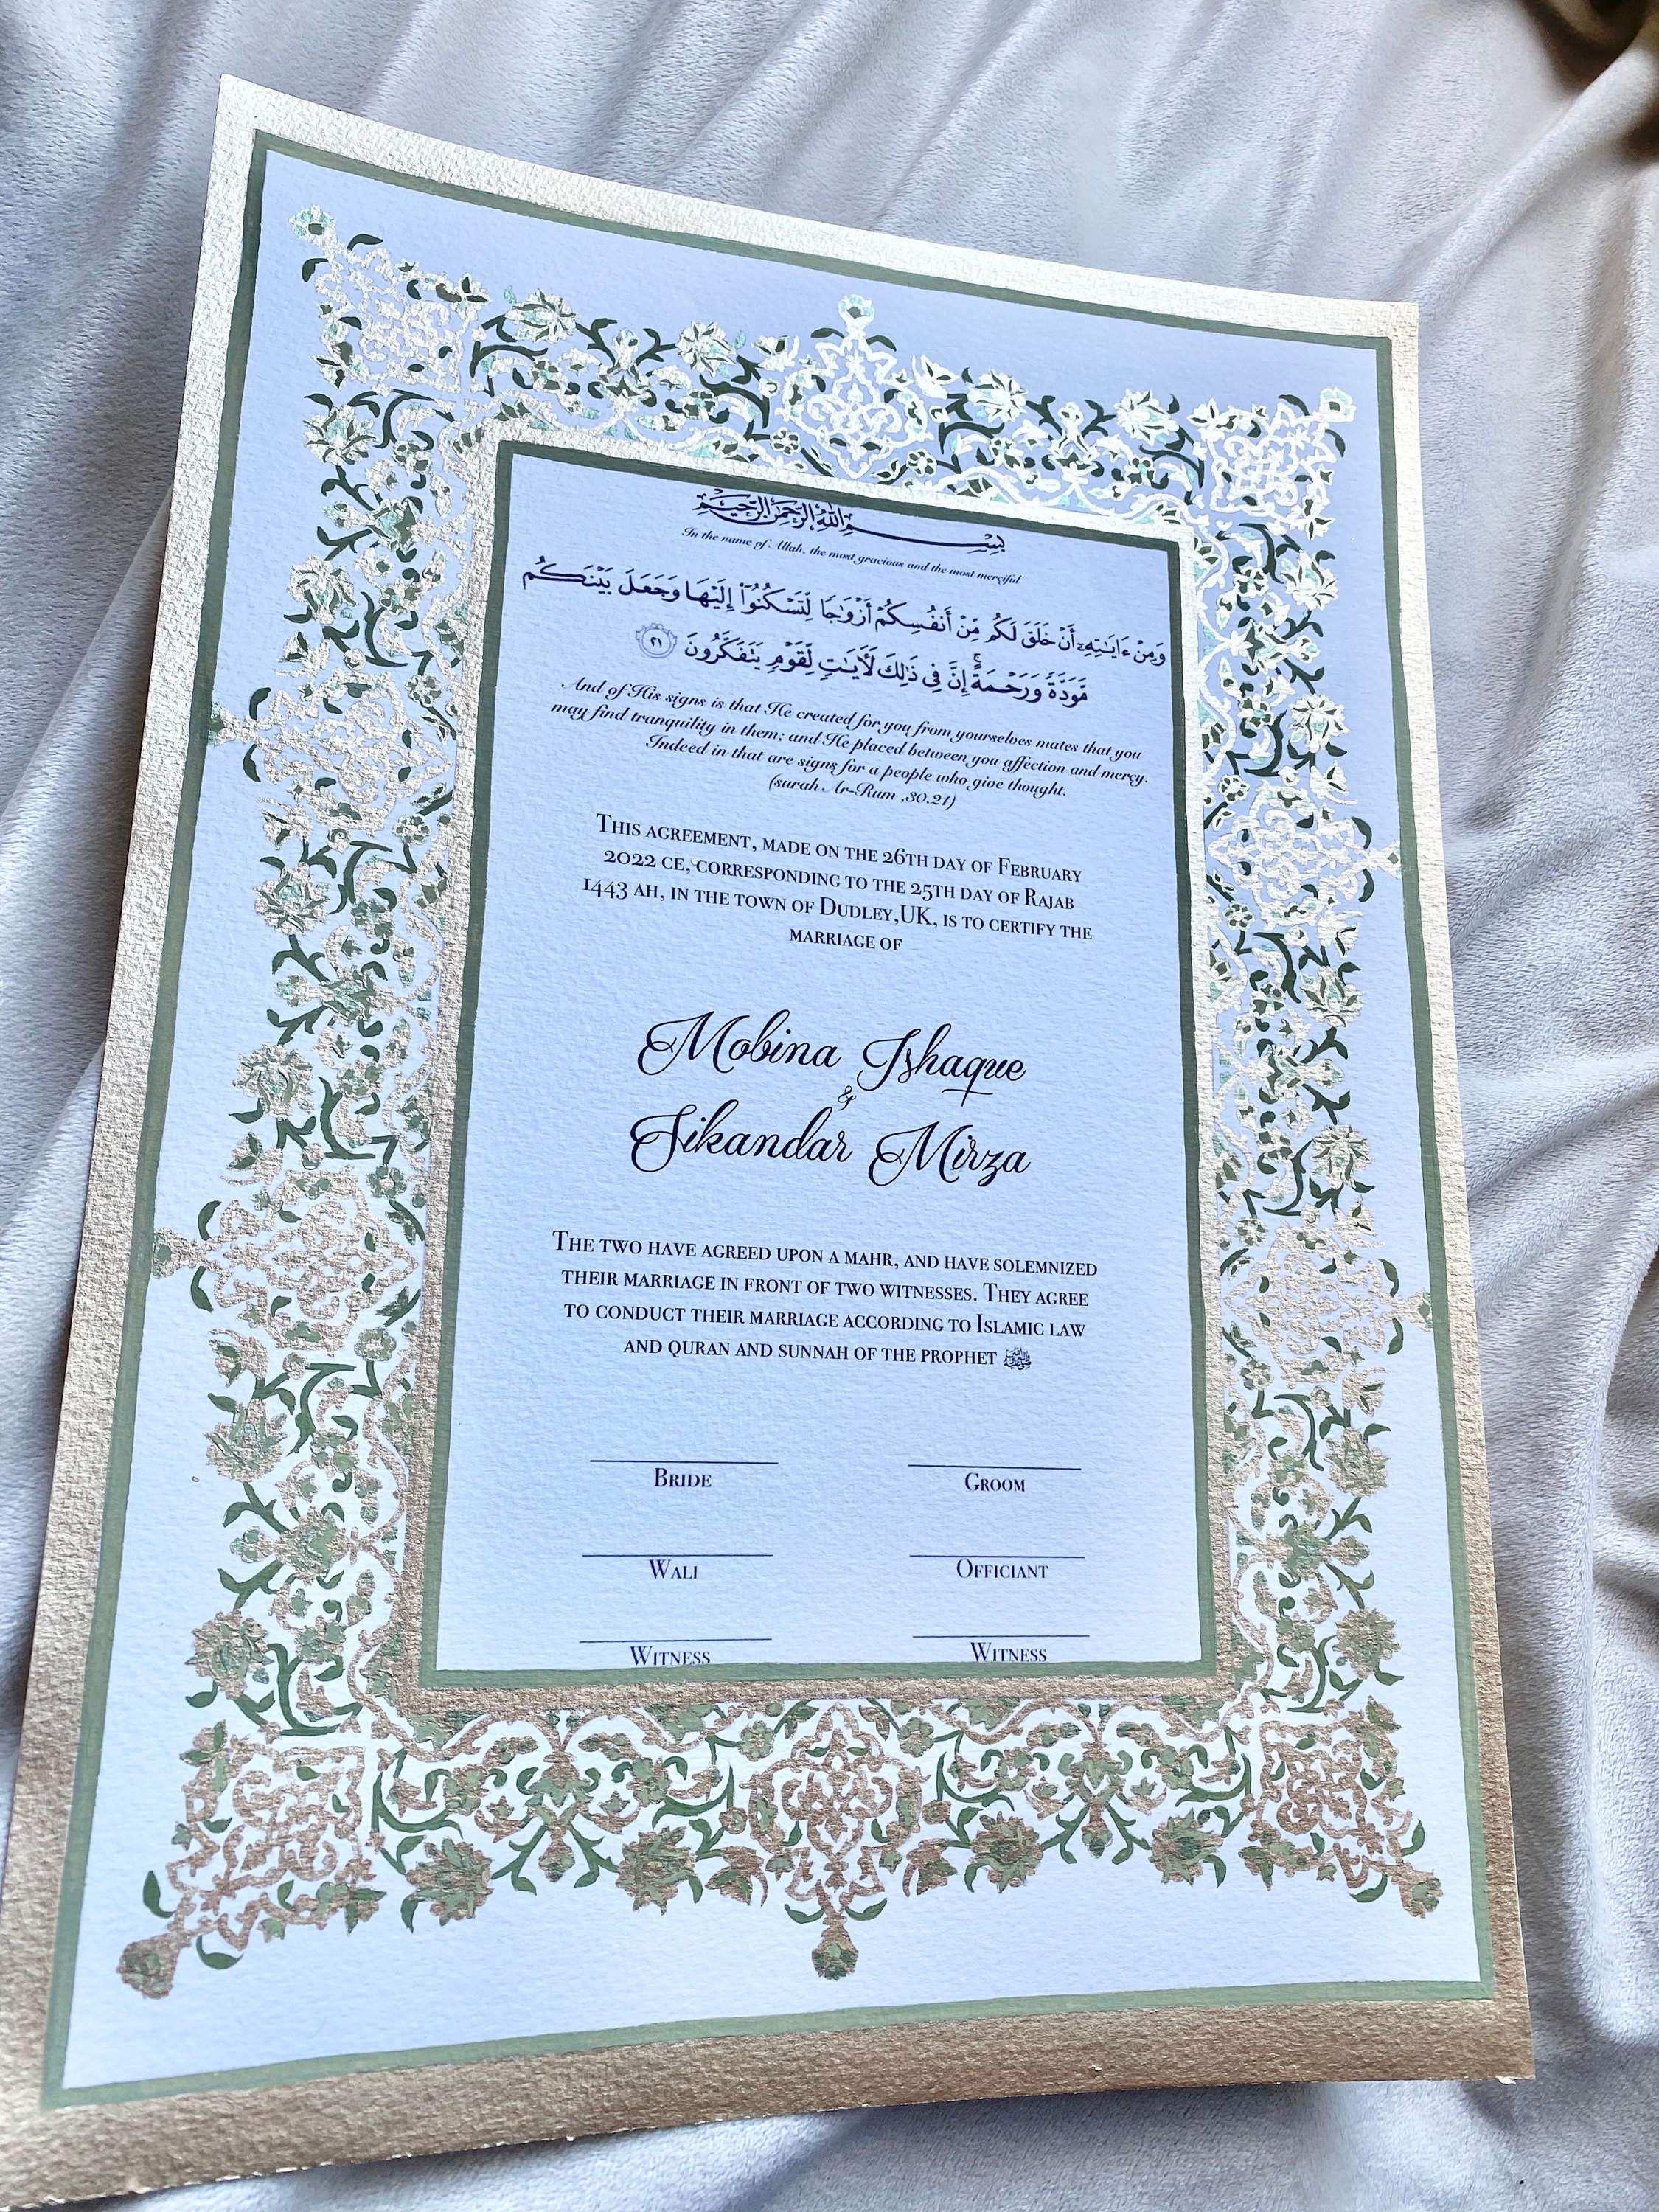 بِسْمِ اللَّهِ الرَّحْمَٰنِ الرَّحِيمِ
In the name of Allah, the most gracious and the most merciful
وَمِنْ ءَايَٰتِهِۦٓ أَنْ خَلَقَ لَكُم مِّنْ أَنفُسِكُمْ أَزْوَٰجًا لِّتَسْكُنُوٓا۟ إِلَيْهَا وَجَعَلَ بَيْنَكُم
مَّوَدَّةً وَرَحْمَةً ۚ إِنَّ فِى ذَٰلِكَ لَءَايَٰتٍ لِّقَوْمٍ يَتَفَكَّرُونَ ٢١
And of His signs is that He created for you from yourselves mates that you
may find tranquility in them; and He placed between you affection and mercy.
Indeed in that are signs for a people who give thought.
(surah Ar-Rum ,30.21)
This agreement, made on the 26th day of February
2022 CE, corresponding to the 25th day of Rajab
1443 AH, in the town of Dudley,UK, is to certify the
marriage of
Mobina Ishaque
&
Sikandar Mirza
The two have agreed upon a mahr, and have solemnized
their marriage in front of two witnesses. They agree
to conduct their marriage according to Islamic law
and Quran and Sunnah of the Prophet ﷺ
Bride Groom
Wali Officiant
Witness Witness